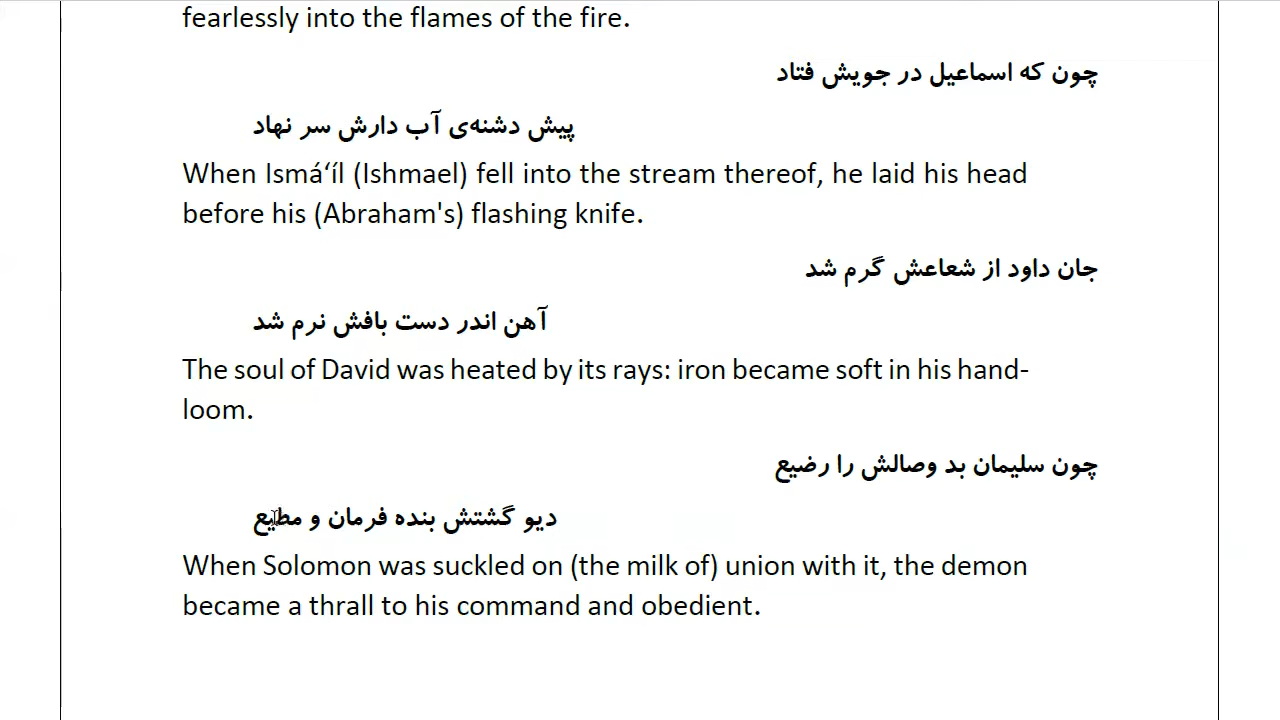 fearlessly into the flames of the fire.
چون که اسماعیل در جویش فتاد
پیش دشنه‌ی آب دارش سر نهاد
When Ismá‘íl (Ishmael) fell into the stream thereof, he laid his head
before his (Abraham's) flashing knife.
جان داود از شعاعش گرم شد
آهن اندر دست بافش نرم شد
The soul of David was heated by its rays: iron became soft in his hand-
loom.
چون سلیمان بد وصالش را رضیع
دیو گشتش بنده فرمان و مطیع
When Solomon was suckled on (the milk of) union with it, the demon
became a thrall to his command and obedient.